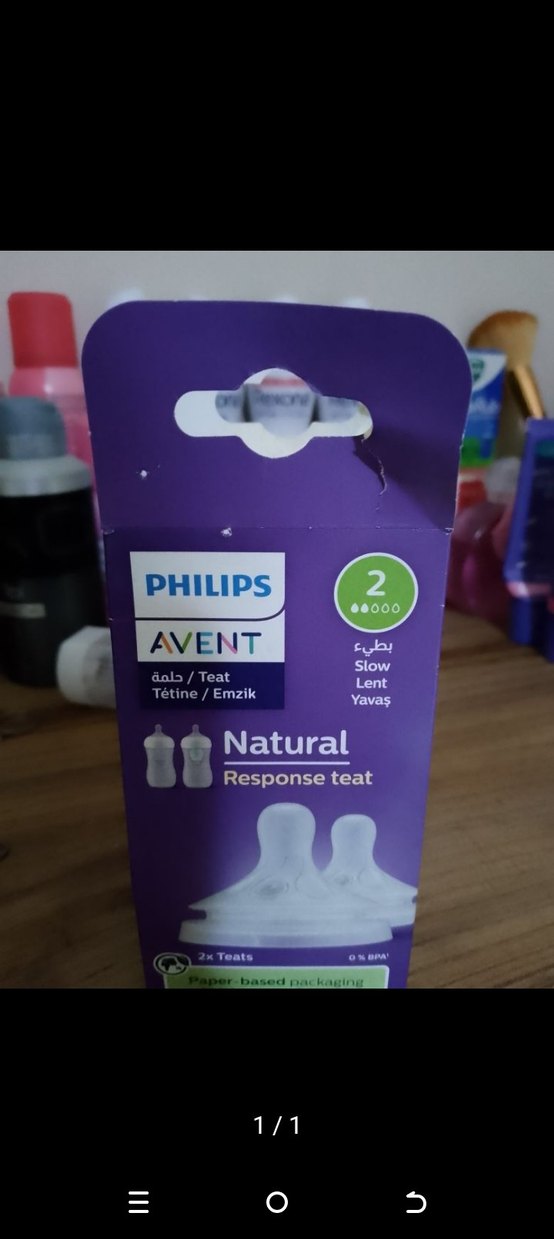 PHILIPS
AVENT
حلمة / Teat
Tétine / Emzik
2
بطيء
Slow
Lent
Yavaş
Natural
Response teat
2x Teats
0 % BPA¹
Paper-based packaging
1 / 1